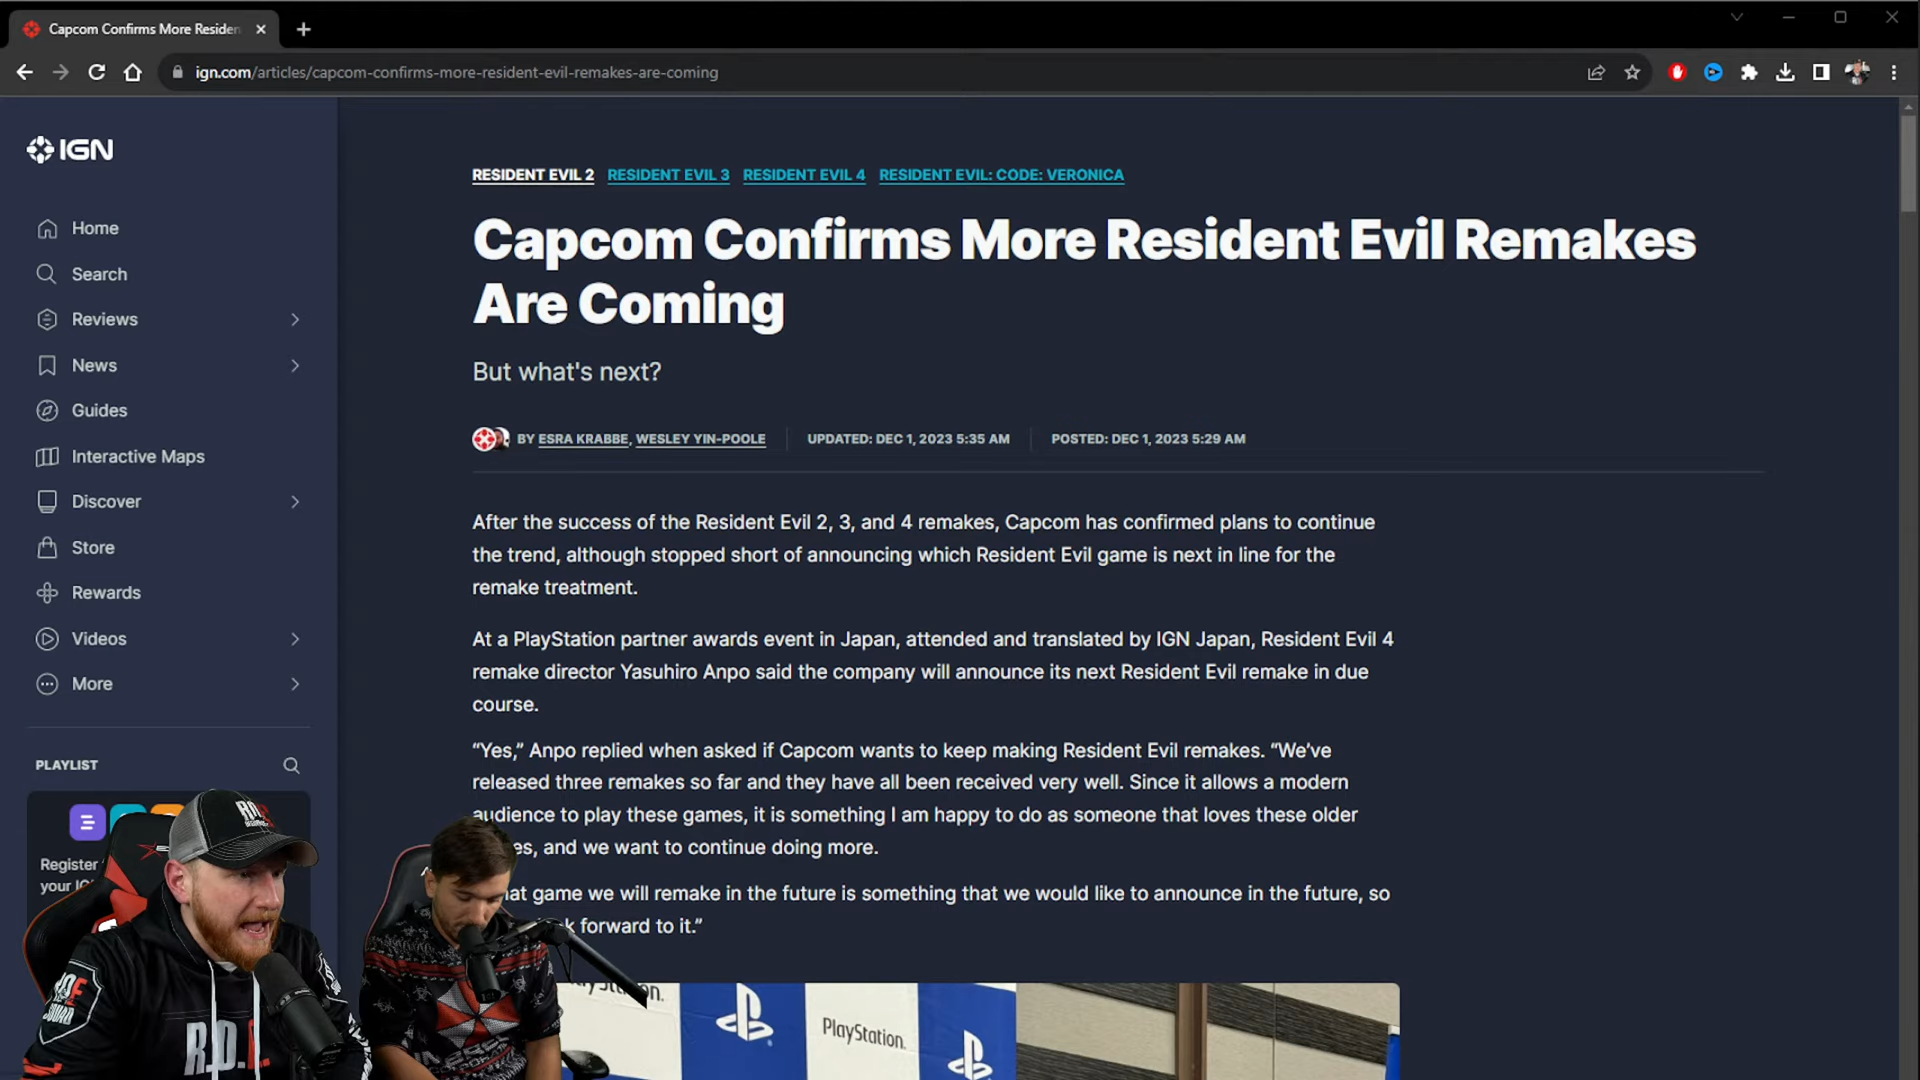 Capcom Confirms More Residen
ign.com/articles/capcom-confirms-more-resident-evil-remakes-are-coming
IGN
Home
Search
Reviews
News
Guides
Interactive Maps
Discover
Store
Rewards
Videos
More
PLAYLIST
Register
your
RESIDENT EVIL 2 RESIDENT EVIL 3 RESIDENT EVIL 4 RESIDENT EVIL: CODE: VERONICA
Capcom Confirms More Resident Evil Remakes
Are Coming
But what's next?
BY ESRA KRABBE, WESLEY YIN-POOLE UPDATED: DEC 1, 2023 5:35 AM POSTED: DEC 1, 2023 5:29 AM
After the success of the Resident Evil 2, 3, and 4 remakes, Capcom has confirmed plans to continue
the trend, although stopped short of announcing which Resident Evil game is next in line for the
remake treatment.
At a PlayStation partner awards event in Japan, attended and translated by IGN Japan, Resident Evil 4
remake director Yasuhiro Anpo said the company will announce its next Resident Evil remake in due
course.
“Yes,” Anpo replied when asked if Capcom wants to keep making Resident Evil remakes. “We’ve
released three remakes so far and they have all been received very well. Since it allows a modern
audience to play these games, it is something I am happy to do as someone that loves these older
es, and we want to continue doing more.
at game we will remake in the future is something that we would like to announce in the future, so
k forward to it.”
PlayStation
R.O.E
SQUAD
R.O.E.